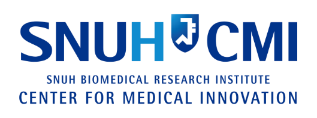 SNUH CMI
SNUH BIOMEDICAL RESEARCH INSTITUTE
CENTER FOR MEDICAL INNOVATION